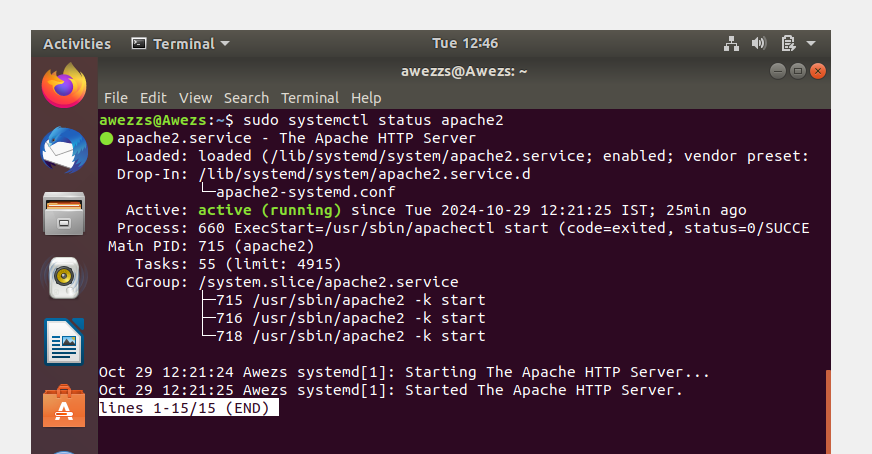 Activities Terminal Tue 12:46
awezzs@Awezs: ~
File Edit View Search Terminal Help
awezzs@Awezs:~$ sudo systemctl status apache2
● apache2.service - The Apache HTTP Server
Loaded: loaded (/lib/systemd/system/apache2.service; enabled; vendor preset:
Drop-In: /lib/systemd/system/apache2.service.d
└─apache2-systemd.conf
Active: active (running) since Tue 2024-10-29 12:21:25 IST; 25min ago
Process: 660 ExecStart=/usr/sbin/apachectl start (code=exited, status=0/SUCCE
Main PID: 715 (apache2)
Tasks: 55 (limit: 4915)
CGroup: /system.slice/apache2.service
├─715 /usr/sbin/apache2 -k start
├─716 /usr/sbin/apache2 -k start
└─718 /usr/sbin/apache2 -k start
Oct 29 12:21:24 Awezs systemd[1]: Starting The Apache HTTP Server...
Oct 29 12:21:25 Awezs systemd[1]: Started The Apache HTTP Server.
lines 1-15/15 (END)